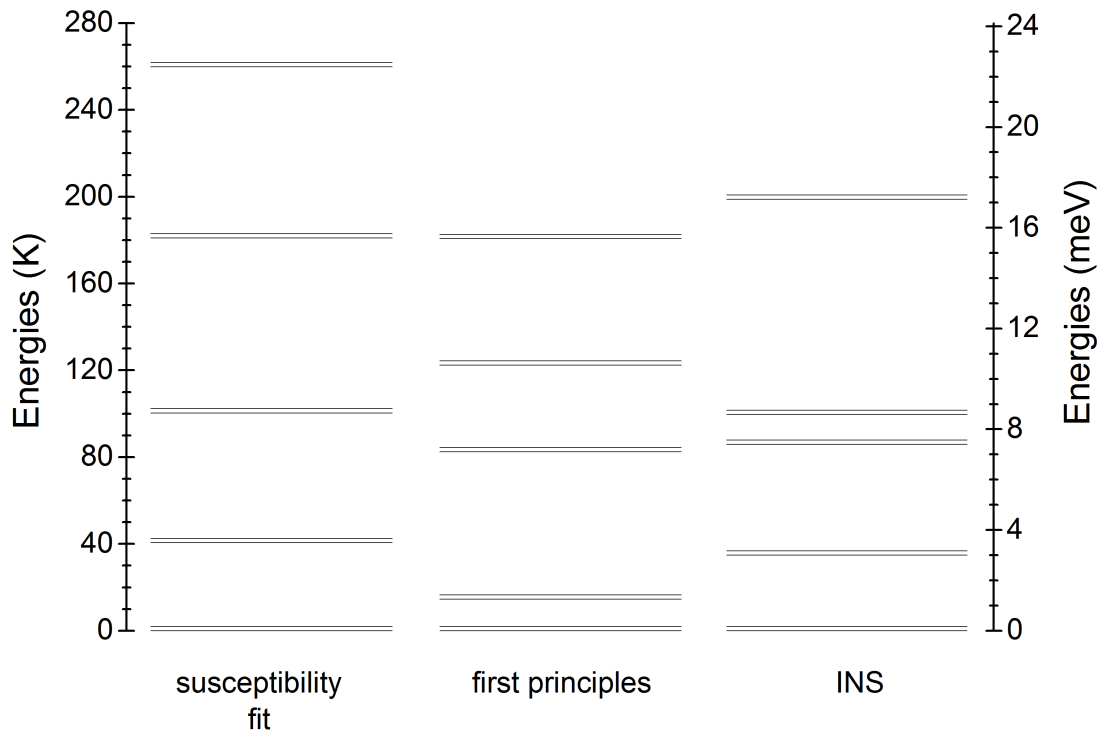 Energies (K)
280
240
200
160
120
80
40
0
susceptibility
fit
first principles
INS
24
20
16
12
8
4
0
Energies (meV)